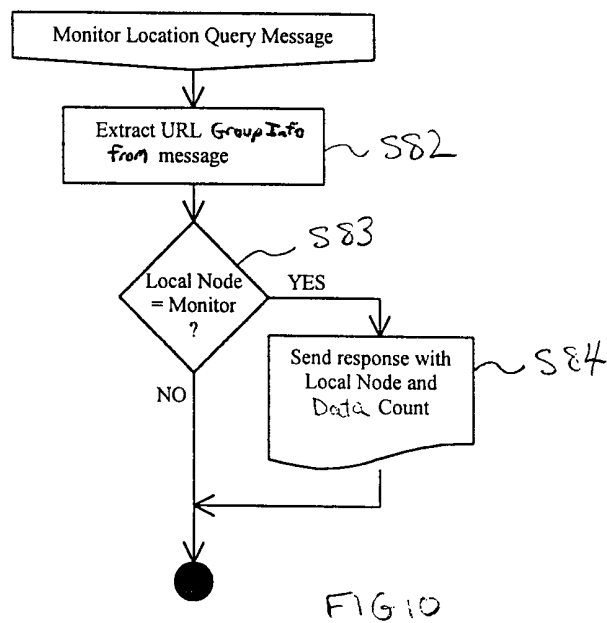 Monitor Location Query Message
Extract URL GroupInfo
from message
S82
S83
Local Node
= Monitor
?
YES
NO
Send response with
Local Node and
Data Count
S84
FIG 10